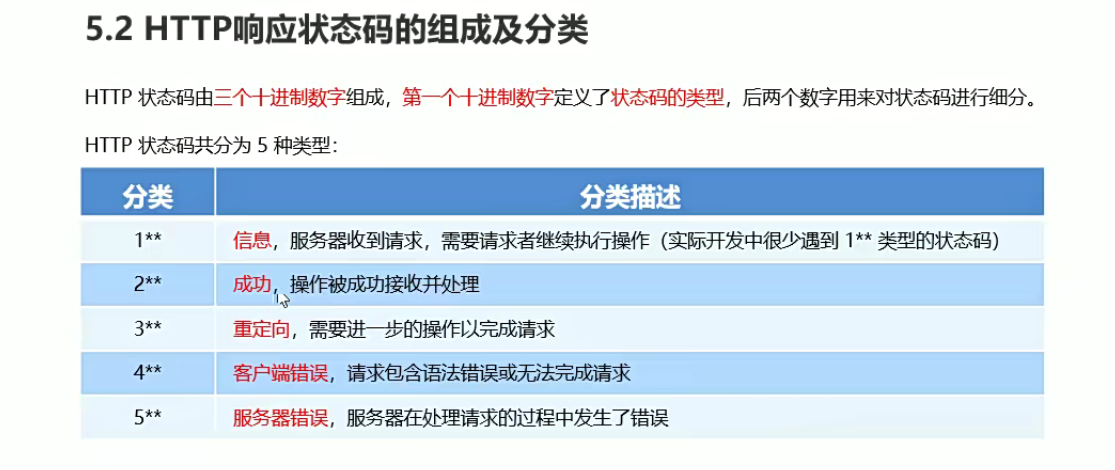 5.2 HTTP响应状态码的组成及分类
HTTP 状态码由三个十进制数字组成，第一个十进制数字定义了状态码的类型，后两个数字用来对状态码进行细分。
HTTP 状态码共分为 5 种类型：
分类 分类描述
1** 信息，服务器收到请求，需要请求者继续执行操作（实际开发中很少遇到 1** 类型的状态码）
2** 成功，操作被成功接收并处理
3** 重定向，需要进一步的操作以完成请求
4** 客户端错误，请求包含语法错误或无法完成请求
5** 服务器错误，服务器在处理请求的过程中发生了错误